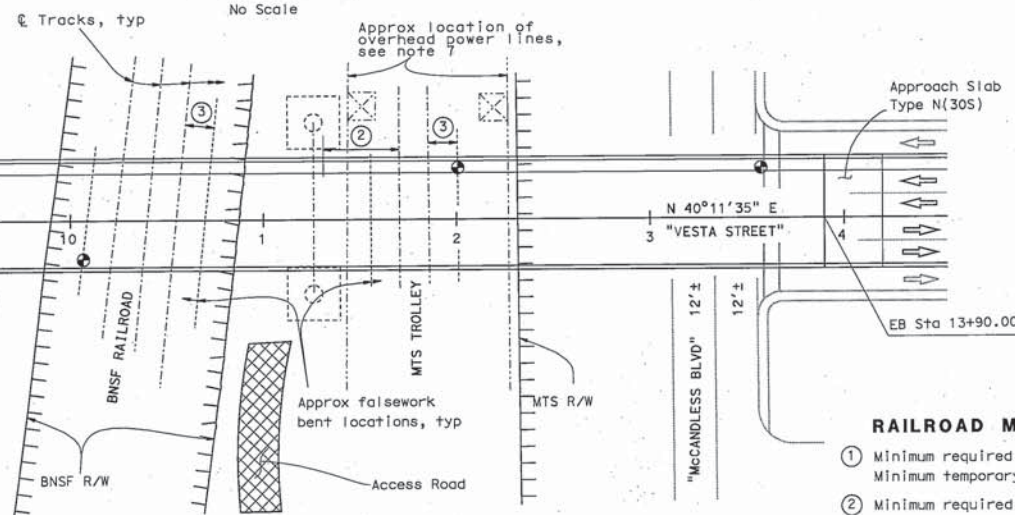 No Scale
℄ Tracks, typ
Approx location of
overhead power lines,
see note 7
Approach Slab
Type N(30S)
3
2
3
N 40°11'35" E
"VESTA STREET"
10
1
2
3
4
BNSF RAILROAD
MTS TROLLEY
"McCANDLESS BLVD"
12'±
12'±
EB Sta 13+90.00
Approx falsework
bent locations, typ
MTS R/W
BNSF R/W
Access Road
RAILROAD M
1 Minimum required
Minimum temporary
2 Minimum required